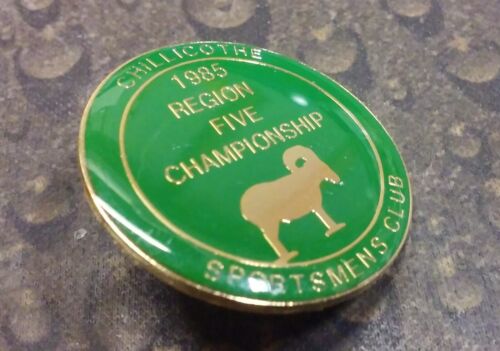 CHILLICOTHE
1985
REGION
FIVE
CHAMPIONSHIP
SPORTSMENS CLUB